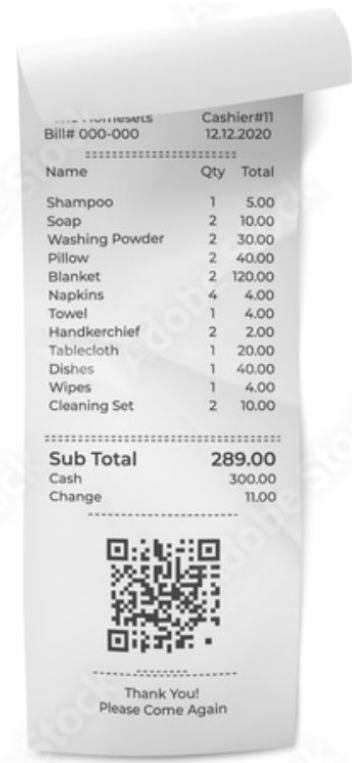 Homesets Cashier#11
Bill# 000-000 12.12.2020
Name Qty Total
Shampoo 1 5.00
Soap 2 10.00
Washing Powder 2 30.00
Pillow 2 40.00
Blanket 2 120.00
Napkins 4 4.00
Towel 1 4.00
Handkerchief 2 2.00
Tablecloth 1 20.00
Dishes 1 40.00
Wipes 1 4.00
Cleaning Set 2 10.00
Sub Total 289.00
Cash 300.00
Change 11.00
Thank You!
Please Come Again
Adobe Stock